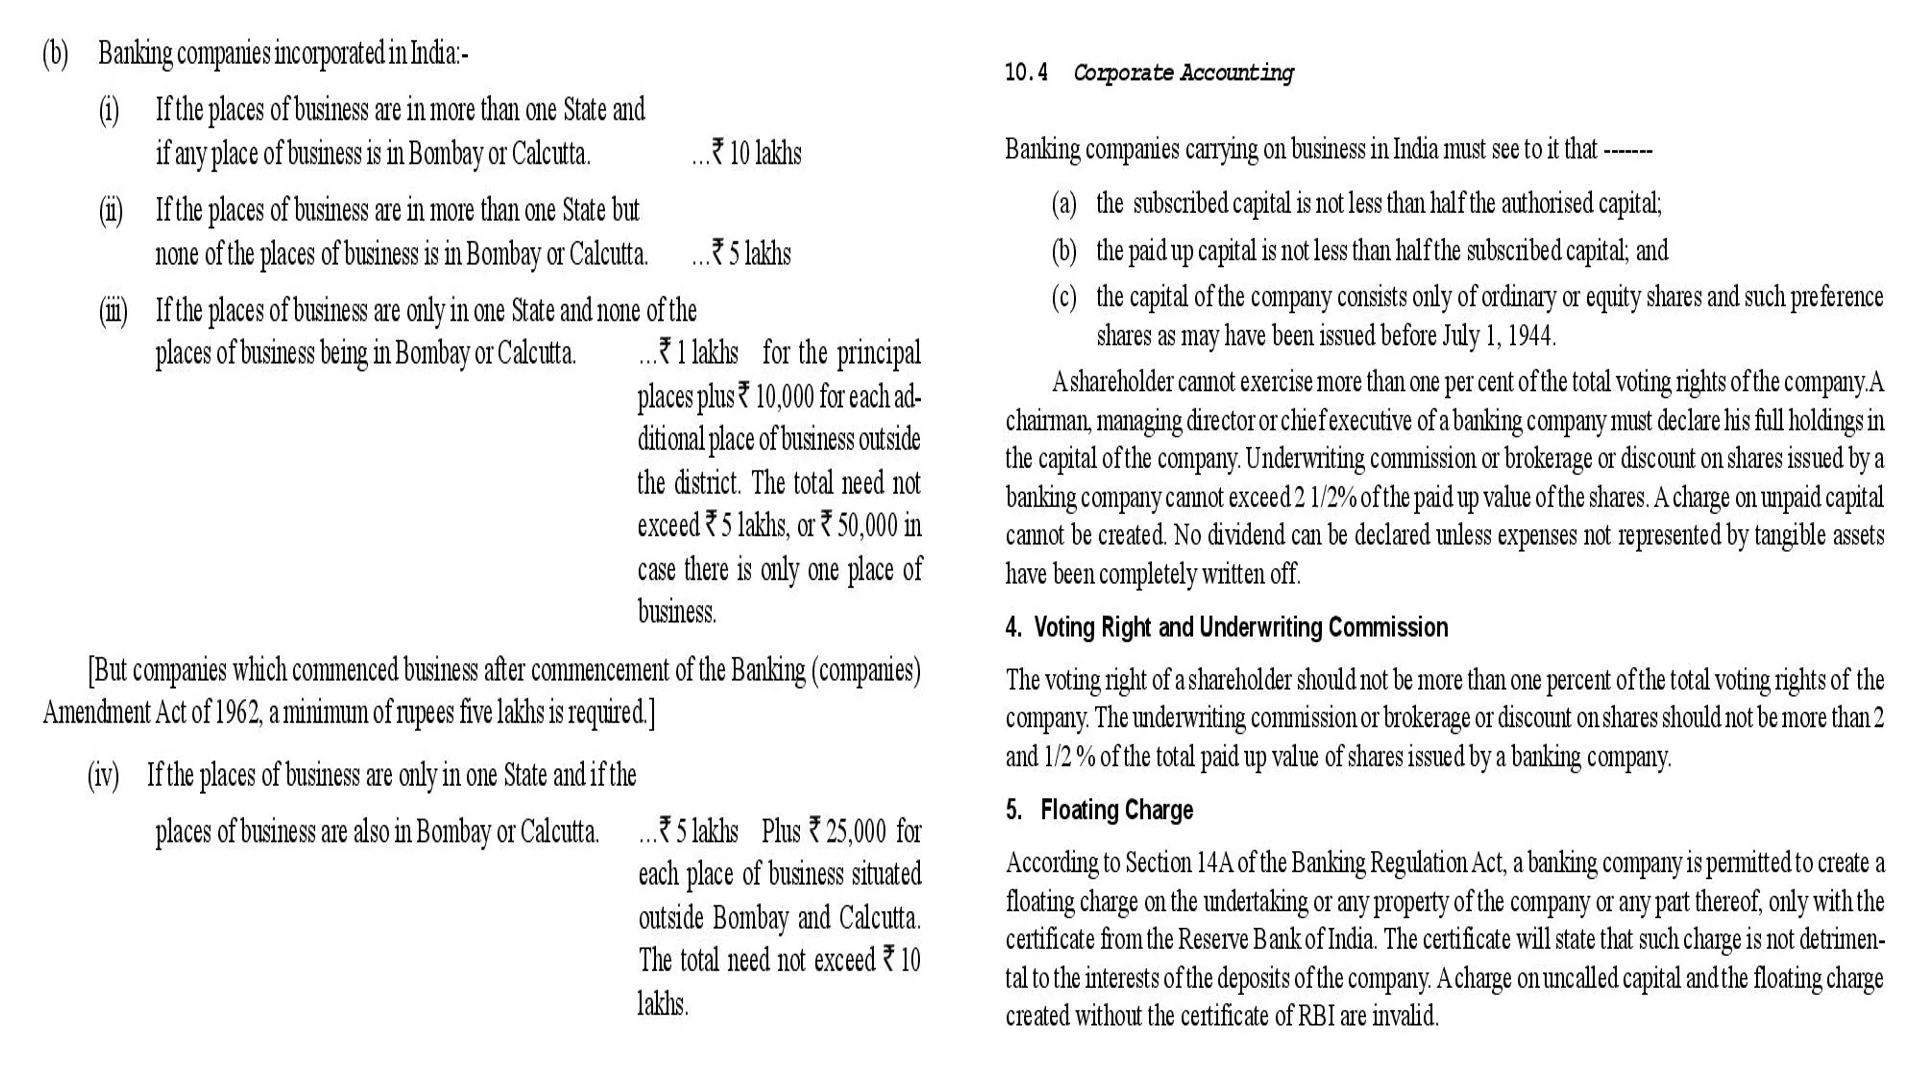 (b) Banking companies incorporated in India:-
(i) If the places of business are in more than one State and
if any place of business is in Bombay or Calcutta. ...₹ 10 lakhs
(ii) If the places of business are in more than one State but
none of the places of business is in Bombay or Calcutta. ...₹ 5 lakhs
(iii) If the places of business are only in one State and none of the
places of business being in Bombay or Calcutta. ...₹ 1 lakhs for the principal
places plus ₹ 10,000 for each ad-
ditional place of business outside
the district. The total need not
exceed ₹ 5 lakhs, or ₹ 50,000 in
case there is only one place of
business.
[But companies which commenced business after commencement of the Banking (companies)
Amendment Act of 1962, a minimum of rupees five lakhs is required.]
(iv) If the places of business are only in one State and if the
places of business are also in Bombay or Calcutta. ...₹ 5 lakhs Plus ₹ 25,000 for
each place of business situated
outside Bombay and Calcutta.
The total need not exceed ₹ 10
lakhs.
10.4 Corporate Accounting
Banking companies carrying on business in India must see to it that -------
(a) the subscribed capital is not less than half the authorised capital;
(b) the paid up capital is not less than half the subscribed capital; and
(c) the capital of the company consists only of ordinary or equity shares and such preference
shares as may have been issued before July 1, 1944.
A shareholder cannot exercise more than one per cent of the total voting rights of the company. A
chairman, managing director or chief executive of a banking company must declare his full holdings in
the capital of the company. Underwriting commission or brokerage or discount on shares issued by a
banking company cannot exceed 2 1/2% of the paid up value of the shares. A charge on unpaid capital
cannot be created. No dividend can be declared unless expenses not represented by tangible assets
have been completely written off.
4. Voting Right and Underwriting Commission
The voting right of a shareholder should not be more than one percent of the total voting rights of the
company. The underwriting commission or brokerage or discount on shares should not be more than 2
and 1/2 % of the total paid up value of shares issued by a banking company.
5. Floating Charge
According to Section 14A of the Banking Regulation Act, a banking company is permitted to create a
floating charge on the undertaking or any property of the company or any part thereof, only with the
certificate from the Reserve Bank of India. The certificate will state that such charge is not detrimen-
tal to the interests of the deposits of the company. A charge on uncalled capital and the floating charge
created without the certificate of RBI are invalid.